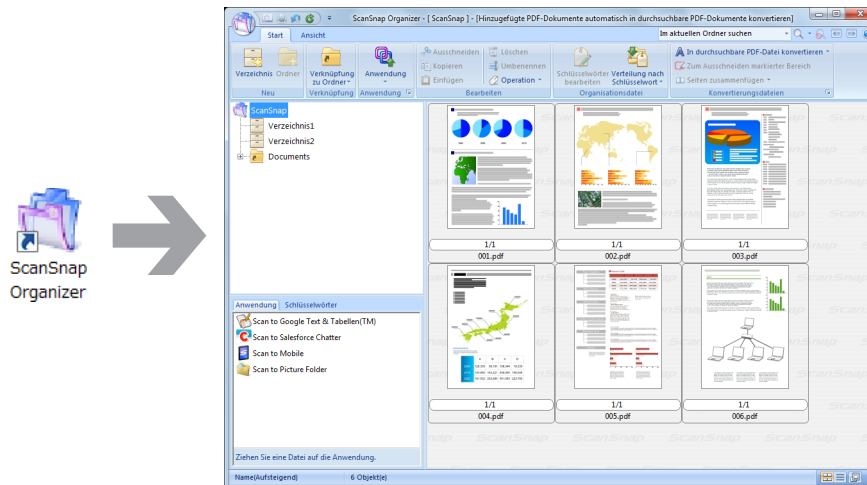 ScanSnap
Organizer
ScanSnap Organizer - [ ScanSnap ] - [Hinzugefügte PDF-Dokumente automatisch in durchsuchbare PDF-Dokumente konvertieren]
Start Ansicht Im aktuellen Ordner suchen
Verzeichnis Ordner
Neu
Verknüpfung
zu Ordner
Verknüpfung
Anwendung
Anwendung
Ausschneiden Löschen
Kopieren Umbenennen
Einfügen Operation
Bearbeiten
Schlüsselwörter Verteilung nach
bearbeiten Schlüsselwort
Organisationsdatei
In durchsuchbare PDF-Datei konvertieren
Zum Ausschneiden markierter Bereich
Seiten zusammenfügen
Konvertierungsdateien
ScanSnap
Verzeichnis1
Verzeichnis2
Documents
1/1 1/1 1/1
001.pdf 002.pdf 003.pdf
1/1 1/1 1/1
004.pdf 005.pdf 006.pdf
Anwendung Schlüsselwörter
Scan to Google Text & Tabellen(TM)
Scan to Salesforce Chatter
Scan to Mobile
Scan to Picture Folder
Ziehen Sie eine Datei auf die Anwendung.
ScanSnap ScanSnap ScanSnap ScanSnap
Name(Aufsteigend) 6 Objekt(e)